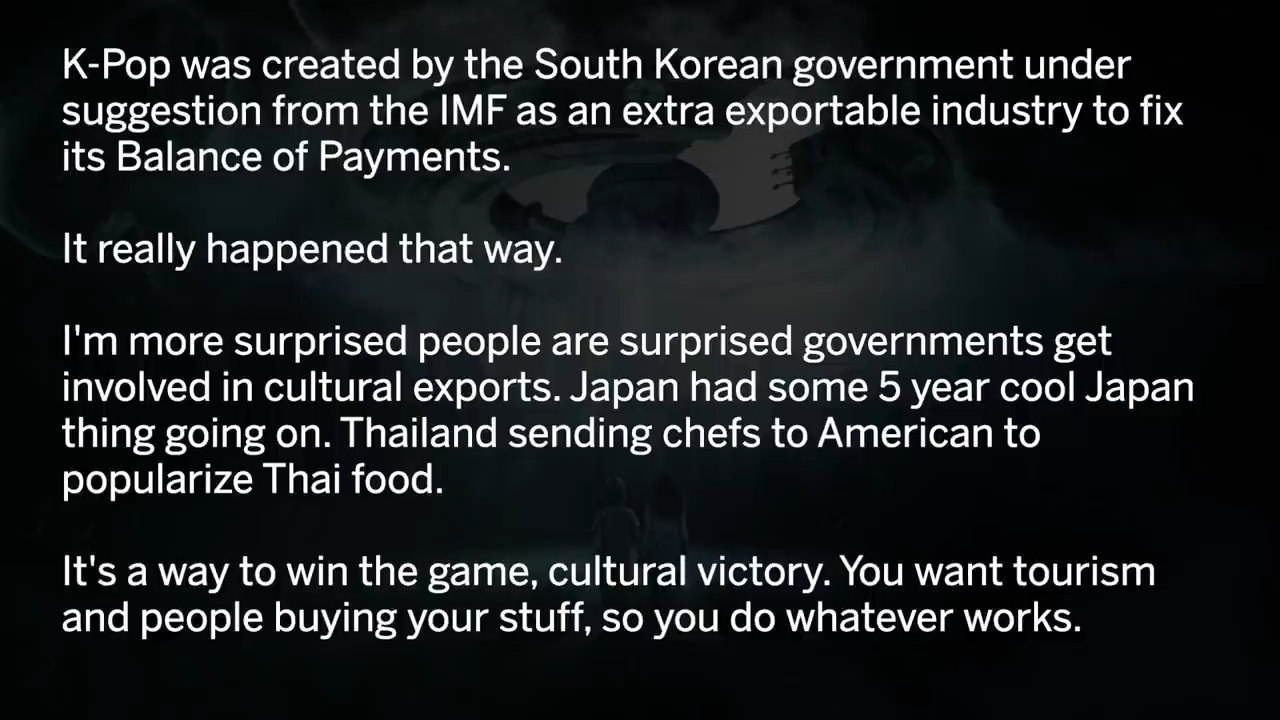 K-Pop was created by the South Korean government under
suggestion from the IMF as an extra exportable industry to fix
its Balance of Payments.
It really happened that way.
I'm more surprised people are surprised governments get
involved in cultural exports. Japan had some 5 year cool Japan
thing going on. Thailand sending chefs to American to
popularize Thai food.
It's a way to win the game, cultural victory. You want tourism
and people buying your stuff, so you do whatever works.